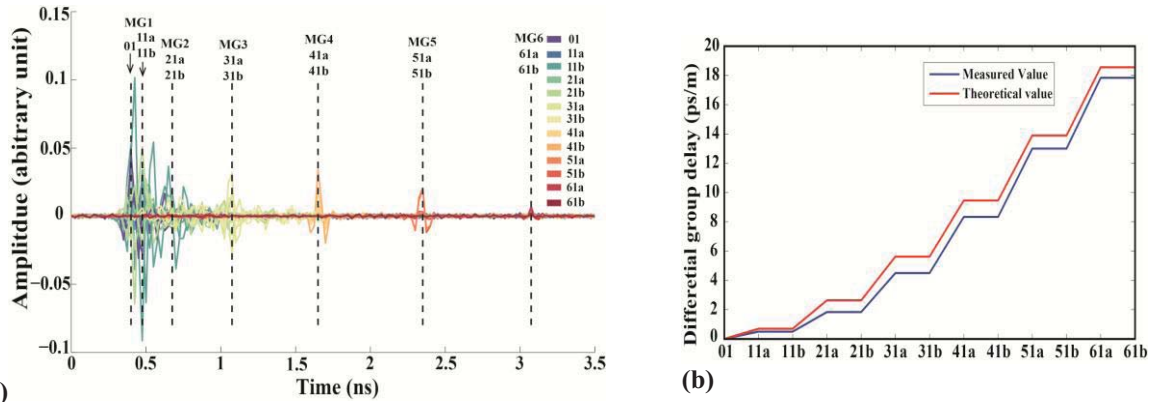 0.15
0.1
0.05
0
−0.05
−0.1
Amplitdue (abitrary unit)
01
MG1
11a
11b
MG2
21a
21b
MG3
31a
31b
MG4
41a
41b
MG5
51a
51b
MG6
61a
61b
01
11a
11b
21a
21b
31a
31b
41a
41b
51a
51b
61a
61b
0 0.5 1 1.5 2 2.5 3 3.5
Time (ns)
)
20
18
16
14
12
10
8
6
4
2
0
Differetial group delay (ps/m)
Measured Value
Theoretical value
01 11a 11b 21a 21b 31a 31b 41a 41b 51a 51b 61a 61b
(b)